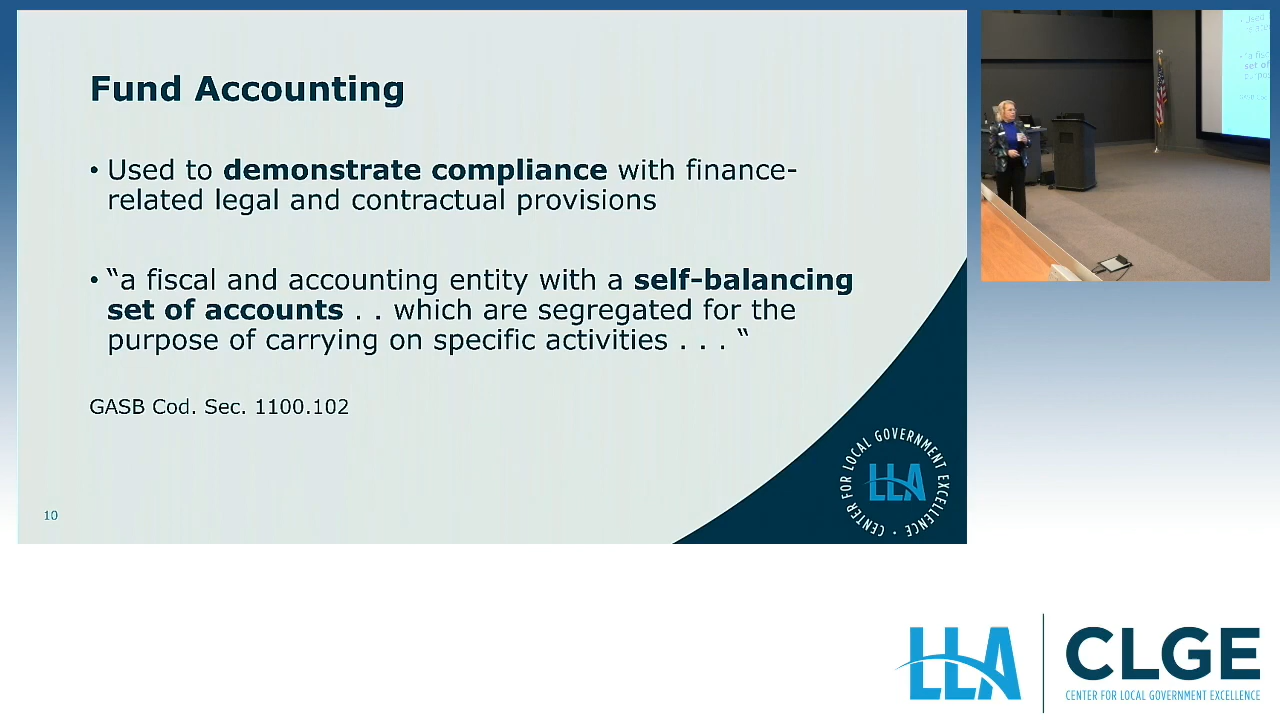 Fund Accounting
• Used to demonstrate compliance with finance-
related legal and contractual provisions
• “a fiscal and accounting entity with a self-balancing
set of accounts . . which are segregated for the
purpose of carrying on specific activities . . . “
GASB Cod. Sec. 1100.102
10
CENTER FOR LOCAL GOVERNMENT EXCELLENCE
LLA
set of
LLA
CLGE
CENTER FOR LOCAL GOVERNMENT EXCELLENCE